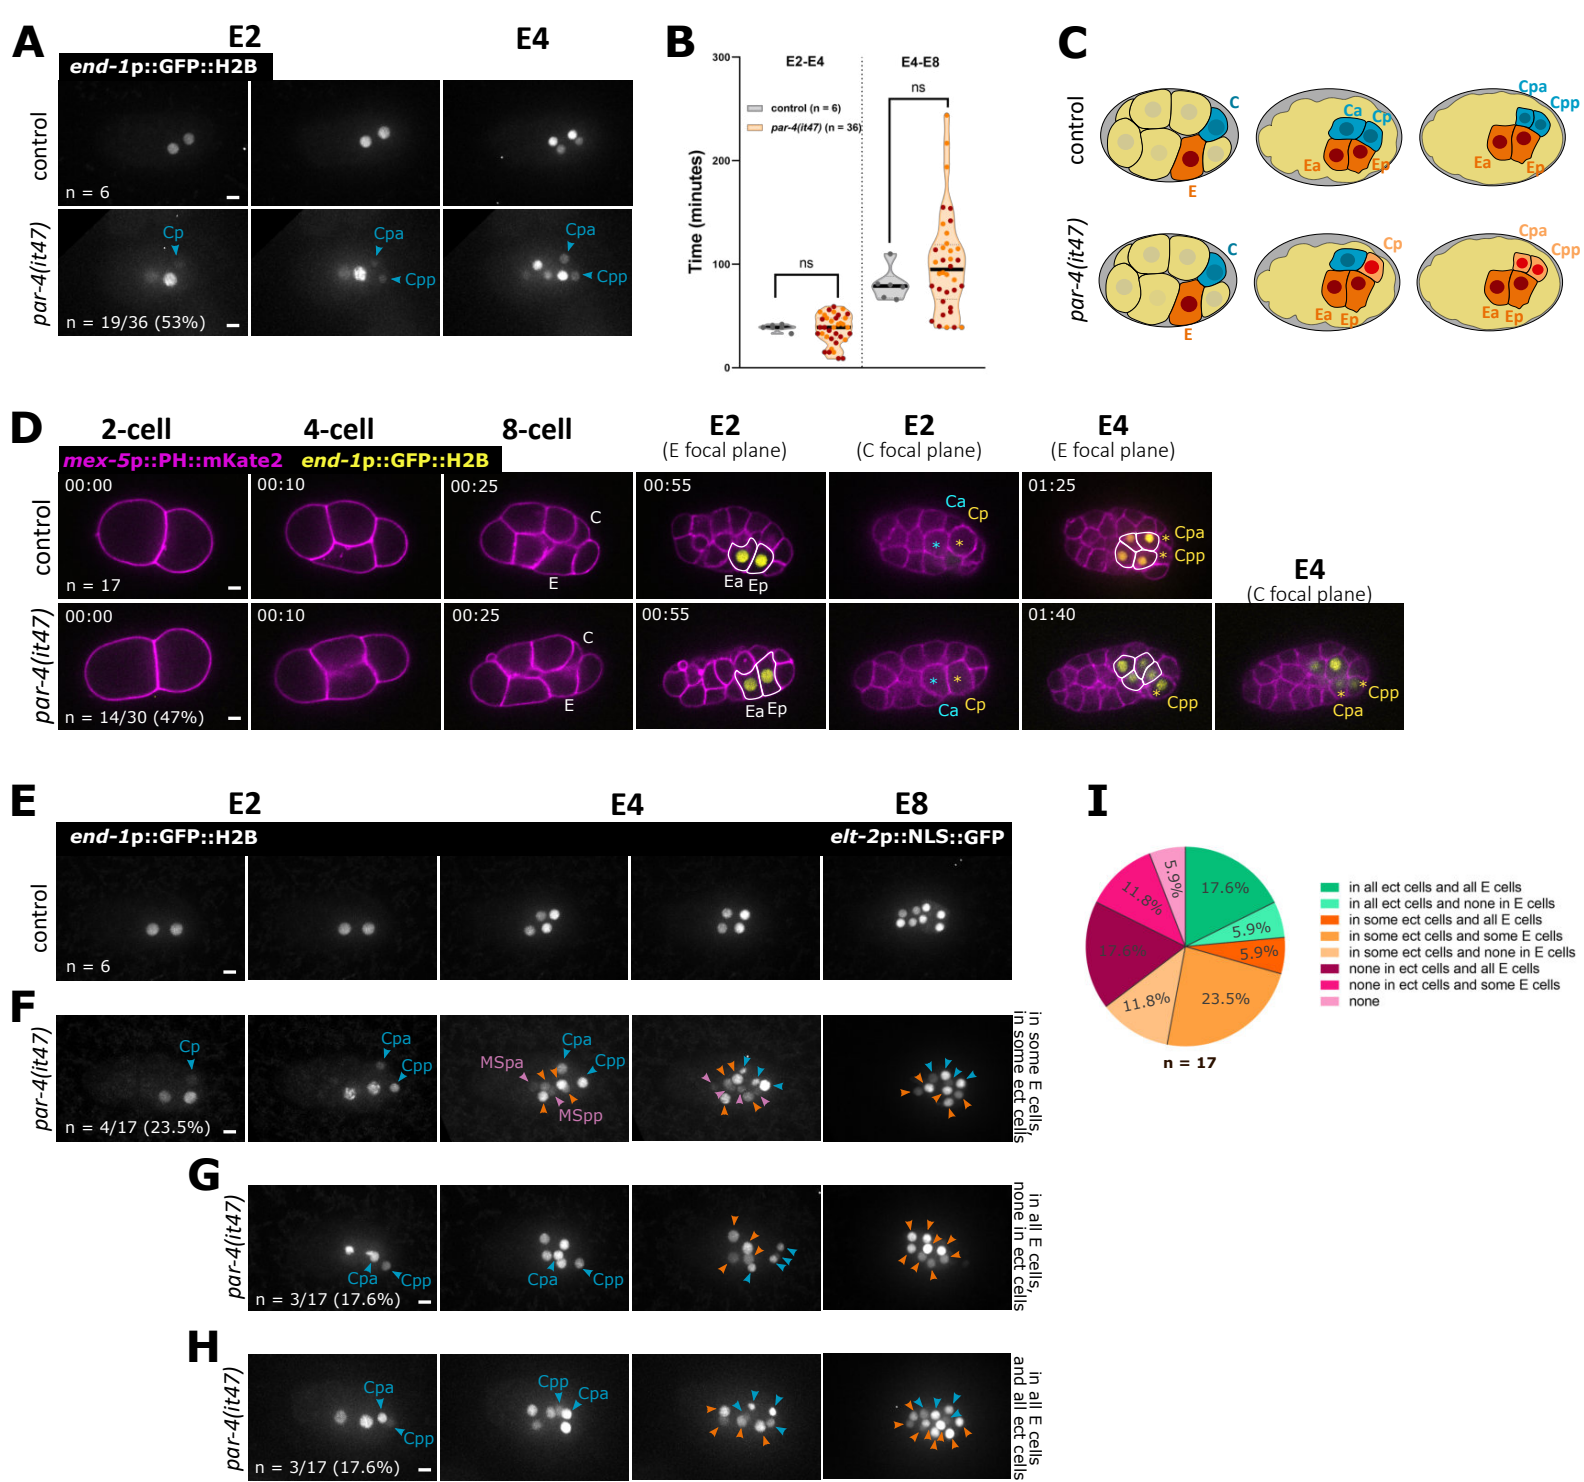 A
E2
E4
end-1p::GFP::H2B
control
n = 6
par-4(it47)
Cp
Cpa
Cpp
Cpa
Cpp
n = 19/36 (53%)
B
300
200
100
0
Time (minutes)
E2-E4
E4-E8
control (n = 6)
par-4(it47) (n = 36)
ns
ns
C
control
C
E
Ca
Cp
Ea
Ep
Cpa
Cpp
Ea
Ep
par-4(it47)
C
E
Cp
Ea
Ep
Cpa
Cpp
Ea
Ep
D
2-cell
4-cell
8-cell
E2
(E focal plane)
E2
(C focal plane)
E4
(E focal plane)
mex-5p::PH::mKate2 end-1p::GFP::H2B
control
00:00
n = 17
00:10
00:25
C
E
00:55
Ea Ep
Ca
Cp
* *
01:25
* Cpa
* Cpp
E4
(C focal plane)
par-4(it47)
00:00
n = 14/30 (47%)
00:10
00:25
C
E
00:55
Ea Ep
* *
Ca Cp
01:40
*
Cpp
* Cpp
*
Cpa
E
E2
E4
E8
end-1p::GFP::H2B
elt-2p::NLS::GFP
control
n = 6
F
par-4(it47)
Cp
n = 4/17 (23.5%)
Cpa
Cpp
MSpa
Cpa
Cpp
MSpp
in some E cells,
in some ect cells
G
par-4(it47)
Cpa
Cpp
n = 3/17 (17.6%)
Cpa
Cpp
in all E cells,
none in ect cells
H
par-4(it47)
Cpa
Cpp
n = 3/17 (17.6%)
Cpp
Cpa
in all E cells
and all ect cells
I
17.6%
5.9%
5.9%
23.5%
11.8%
17.6%
11.8%
5.9%
n = 17
in all ect cells and all E cells
in all ect cells and none in E cells
in some ect cells and all E cells
in some ect cells and some E cells
in some ect cells and none in E cells
none in ect cells and all E cells
none in ect cells and some E cells
none